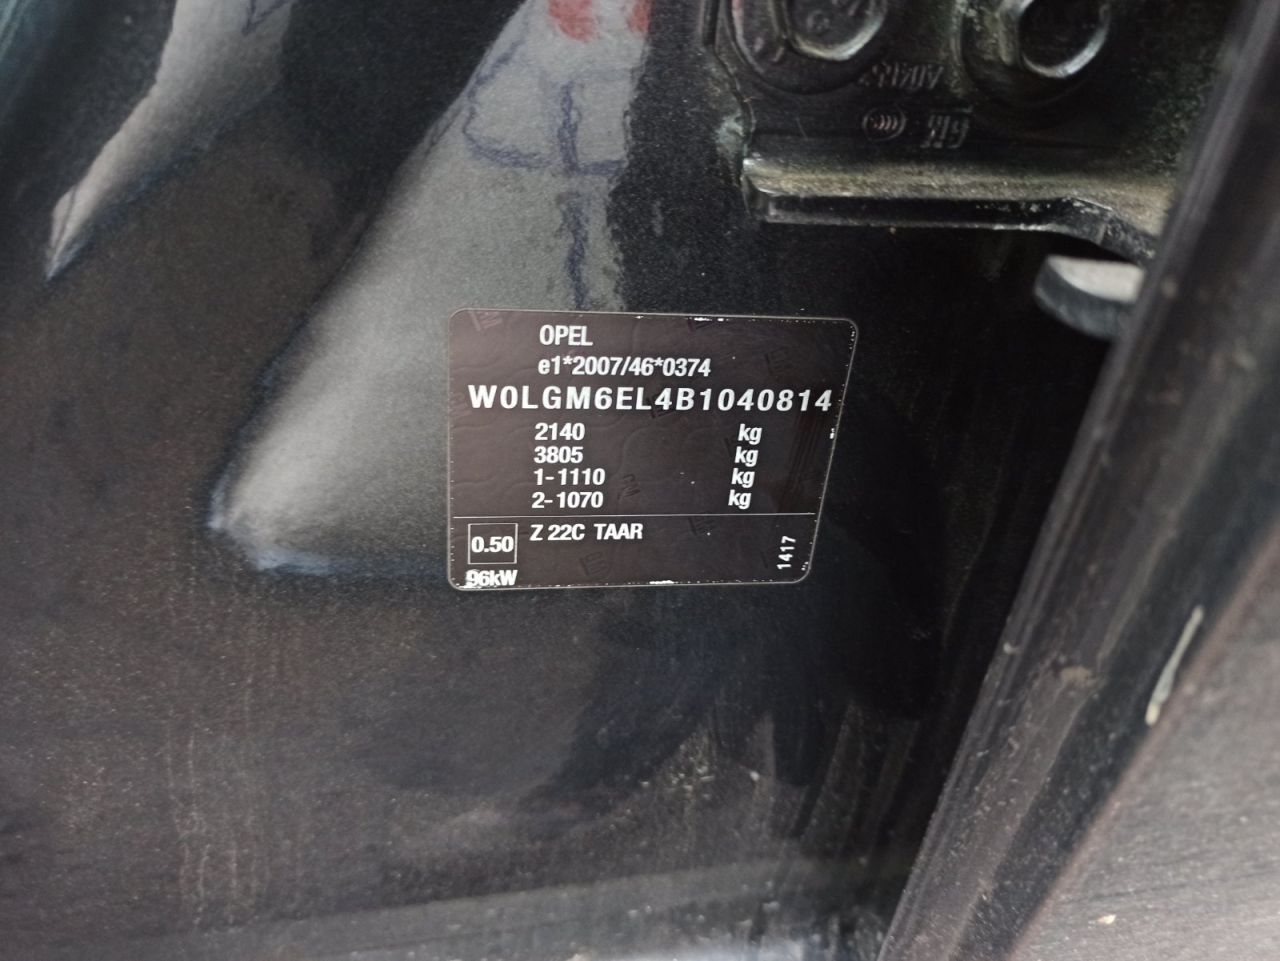 OPEL
e1*2007/46*0374
W0LGM6EL4B1040814
2140 kg
3805 kg
1-1110 kg
2-1070 kg
0.50 Z 22C TAAR
96kW
1417